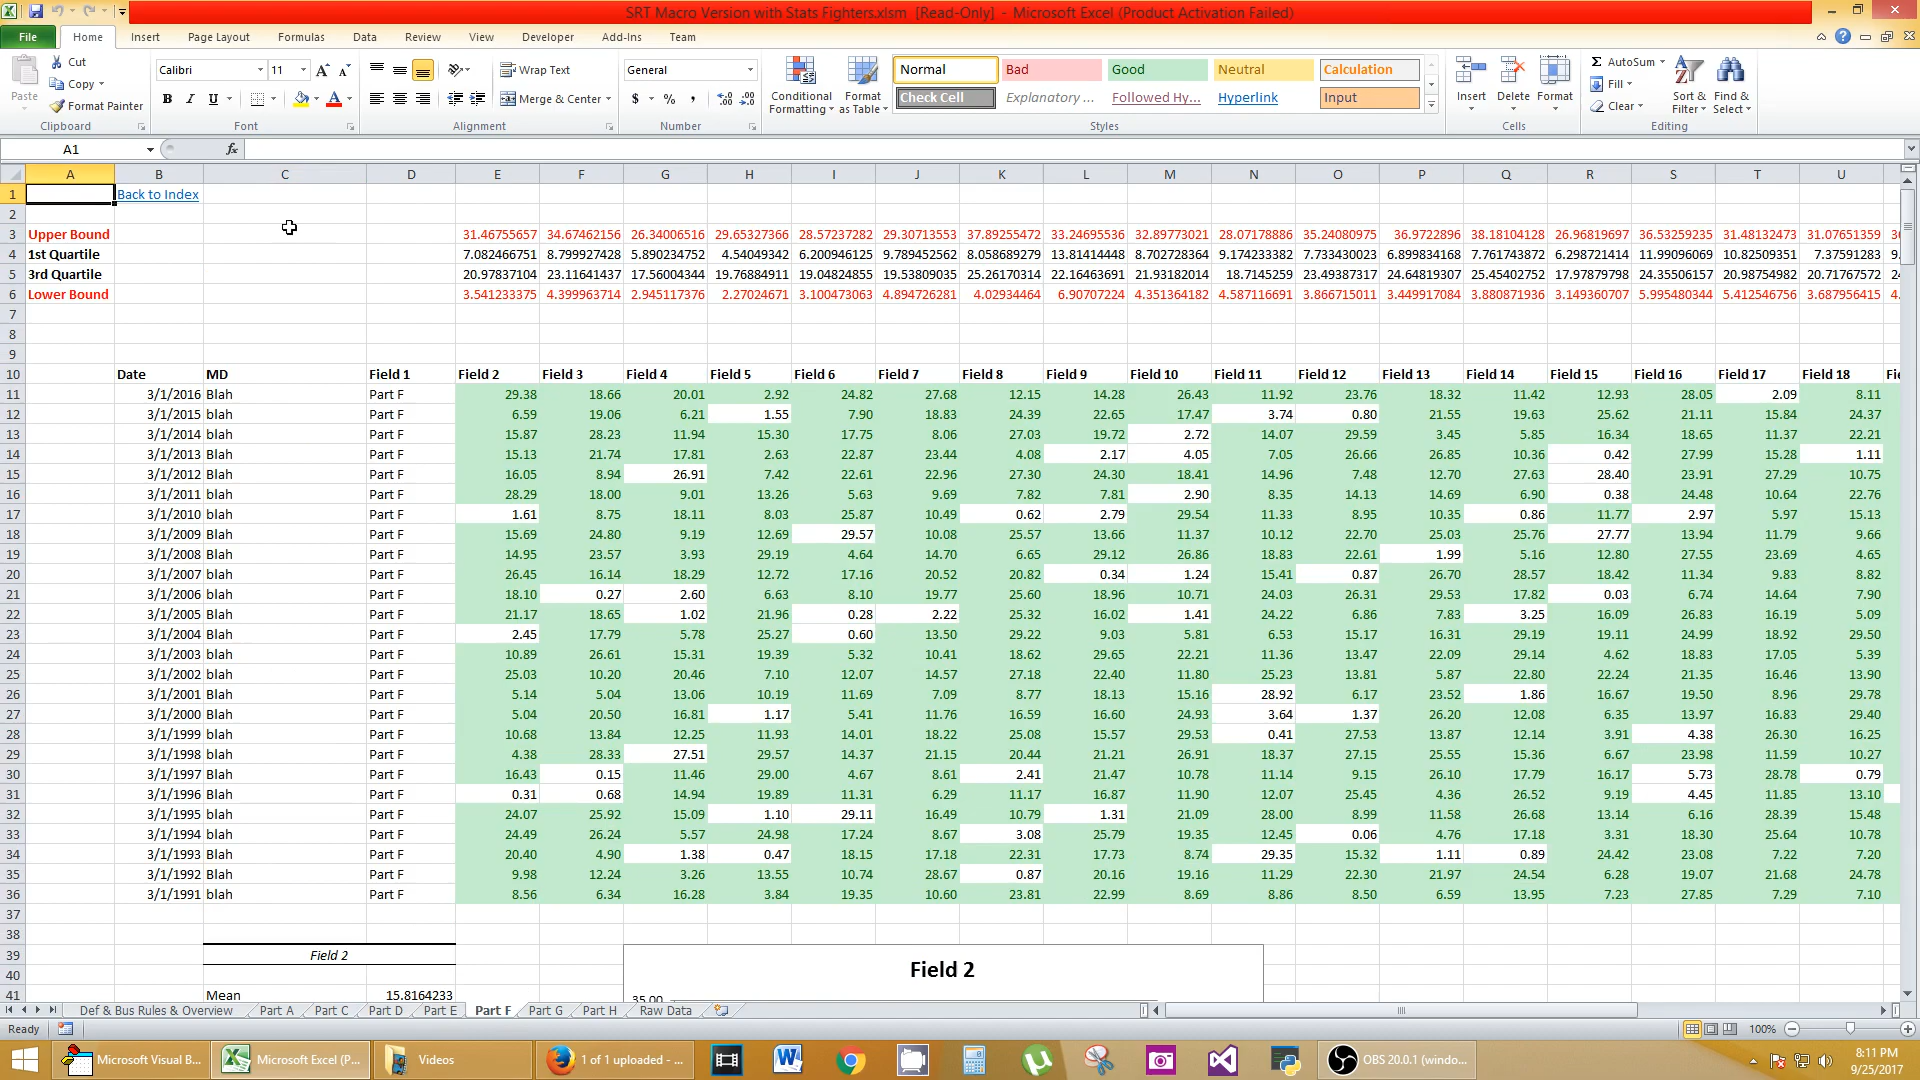 SRT Macro Version with Stats Fighters.xlsm [Read-Only] - Microsoft Excel (Product Activation Failed)
File Home Insert Page Layout Formulas Data Review View Developer Add-Ins Team
Paste
Cut
Copy
Format Painter
Calibri 11
B I U
Wrap Text
Merge & Center
General
$ % ,
Conditional Formatting
Format as Table
Normal Bad Good Neutral Calculation
Check Cell Explanatory ... Followed Hy... Hyperlink Input
Insert Delete Format
AutoSum
Fill
Clear
Sort & Filter
Find & Select
Clipboard Font Alignment Number Styles Cells Editing
A1 fx
A B C D E F G H I J K L M N O P Q R S T U
1 Back to Index
2
3 Upper Bound 31.46755657 34.67462156 26.34006516 29.65327366 28.57237282 29.30713553 37.89255472 33.24695536 32.89773021 28.07178886 35.24080975 36.9722896 38.18104128 26.96819697 36.53259235 31.48132473 31.07651359
4 1st Quartile 7.082466751 8.799927428 5.890234752 4.54049342 6.200946125 9.789452562 8.058689279 13.81414448 8.702728364 9.174233382 7.733430023 6.899834168 7.761743872 6.298721414 11.99096069 10.82509351 7.37591283
5 3rd Quartile 20.97837104 23.11641437 17.56004344 19.76884911 19.04824855 19.53809035 25.26170314 22.16463691 21.93182014 18.7145259 23.49387317 24.64819307 25.45402752 17.97879798 24.35506157 20.98754982 20.71767572
6 Lower Bound 3.541233375 4.399963714 2.945117376 2.27024671 3.100473063 4.894726281 4.02934464 6.90707224 4.351364182 4.587116691 3.866715011 3.449917084 3.880871936 3.149360707 5.995480344 5.412546756 3.687956415
7
8
9
10 Date MD Field 1 Field 2 Field 3 Field 4 Field 5 Field 6 Field 7 Field 8 Field 9 Field 10 Field 11 Field 12 Field 13 Field 14 Field 15 Field 16 Field 17 Field 18 Fie
11 3/1/2016 Blah Part F 29.38 18.66 20.01 2.92 24.82 27.68 12.15 14.28 26.43 11.92 23.76 18.32 11.42 12.93 28.05 2.09 8.11
12 3/1/2015 Blah Part F 6.59 19.06 6.21 1.55 7.90 18.83 24.39 22.65 17.47 3.74 0.80 21.55 19.63 25.62 21.11 15.84 24.37
13 3/1/2014 blah Part F 15.87 28.23 11.94 15.30 17.75 8.06 27.03 19.72 2.72 14.07 29.59 3.45 5.85 16.34 18.65 11.37 22.21
14 3/1/2013 Blah Part F 15.13 21.74 17.81 2.63 22.87 23.44 4.08 2.17 4.05 7.05 26.66 26.85 10.36 0.42 27.99 15.28 1.11
15 3/1/2012 Blah Part F 16.05 8.94 26.91 7.42 22.61 22.96 27.30 24.30 18.41 14.96 7.48 12.70 27.63 28.40 23.91 27.29 10.75
16 3/1/2011 blah Part F 28.29 18.00 9.01 13.26 5.63 9.69 7.82 7.81 2.90 8.35 14.13 14.69 6.90 0.38 24.48 10.64 22.76
17 3/1/2010 blah Part F 1.61 8.75 18.11 8.03 25.87 10.49 0.62 2.79 29.54 11.33 8.95 10.35 0.86 11.77 2.97 5.97 15.13
18 3/1/2009 blah Part F 15.69 24.80 9.19 12.69 29.57 10.08 25.57 13.66 11.37 10.12 22.70 25.03 25.76 27.77 13.94 11.79 9.66
19 3/1/2008 blah Part F 14.95 23.57 3.93 29.19 4.64 14.70 6.65 29.12 26.86 18.83 22.61 1.99 5.16 12.80 27.55 23.69 4.65
20 3/1/2007 blah Part F 26.45 16.14 18.29 12.72 17.16 20.52 20.82 0.34 1.24 15.41 0.87 26.70 28.57 18.42 11.34 9.83 8.82
21 3/1/2006 blah Part F 18.10 0.27 2.60 6.63 8.10 19.77 25.60 18.96 10.71 24.03 26.31 29.53 17.82 0.03 6.74 14.64 7.90
22 3/1/2005 blah Part F 21.17 18.65 1.02 21.96 0.28 2.22 25.32 16.02 1.41 24.22 6.86 7.83 3.25 16.09 26.83 16.19 5.09
23 3/1/2004 blah Part F 2.45 17.79 5.78 25.27 0.60 13.50 29.22 9.03 5.81 6.53 15.17 16.31 29.19 19.11 24.99 18.92 29.50
24 3/1/2003 blah Part F 10.89 26.61 15.31 19.39 5.32 10.41 18.62 29.65 22.21 11.36 13.47 22.09 29.14 4.62 18.83 17.05 5.39
25 3/1/2002 blah Part F 25.03 10.20 20.46 7.10 12.07 14.57 27.18 22.40 11.80 25.23 13.81 5.87 22.80 22.24 21.35 16.46 13.90
26 3/1/2001 Blah Part F 5.14 5.04 13.06 10.19 11.69 7.09 8.77 18.13 15.16 28.92 6.17 23.52 1.86 16.67 19.50 8.96 29.78
27 3/1/2000 Blah Part F 5.04 20.50 16.81 1.17 5.41 11.76 16.59 16.60 24.93 3.64 1.37 26.20 12.08 6.35 13.97 16.83 29.40
28 3/1/1999 Blah Part F 10.68 13.84 12.25 11.93 14.01 18.22 25.08 15.57 29.53 0.41 27.53 13.87 12.14 3.91 4.38 26.30 16.25
29 3/1/1998 Blah Part F 4.38 28.33 27.51 29.57 14.37 21.15 20.44 21.21 26.91 18.37 27.15 25.55 15.36 6.67 23.98 11.59 10.27
30 3/1/1997 Blah Part F 16.43 0.15 11.46 29.00 4.67 8.61 2.41 21.47 10.78 11.14 9.15 26.10 17.79 16.17 5.73 28.78 0.79
31 3/1/1996 Blah Part F 0.31 0.68 14.94 19.89 11.31 6.29 11.17 16.87 11.90 12.07 25.45 4.36 26.52 9.19 4.45 11.85 13.10
32 3/1/1995 blah Part F 24.07 25.92 15.09 1.10 29.11 16.49 10.79 1.31 21.09 28.00 8.99 11.58 26.68 13.14 6.16 28.39 15.48
33 3/1/1994 blah Part F 24.49 26.24 5.57 24.98 17.24 8.67 3.08 25.79 19.35 12.45 0.06 4.76 17.18 3.31 18.30 25.64 10.78
34 3/1/1993 Blah Part F 20.40 4.90 1.38 0.47 18.15 17.18 22.31 17.73 8.74 29.35 15.32 1.11 0.89 24.42 23.08 7.22 7.20
35 3/1/1992 Blah Part F 9.98 12.24 3.26 13.55 10.74 28.67 0.87 20.16 19.16 11.29 22.30 21.97 24.54 6.28 19.07 21.68 24.78
36 3/1/1991 blah Part F 8.56 6.34 16.28 3.84 19.35 10.60 23.81 22.99 8.69 8.86 8.50 6.59 13.95 7.23 27.85 7.29 7.10
37
38
39 Field 2
40 Field 2
41 Mean 15.8164233 35.00
Def & Bus Rules & Overview Part A Part C Part D Part E Part F Part G Part H Raw Data
Ready 100%
Microsoft Visual B... Microsoft Excel (P... Videos 1 of 1 uploaded - ... OBS 20.0.1 (windo...
8:11 PM
9/25/2017